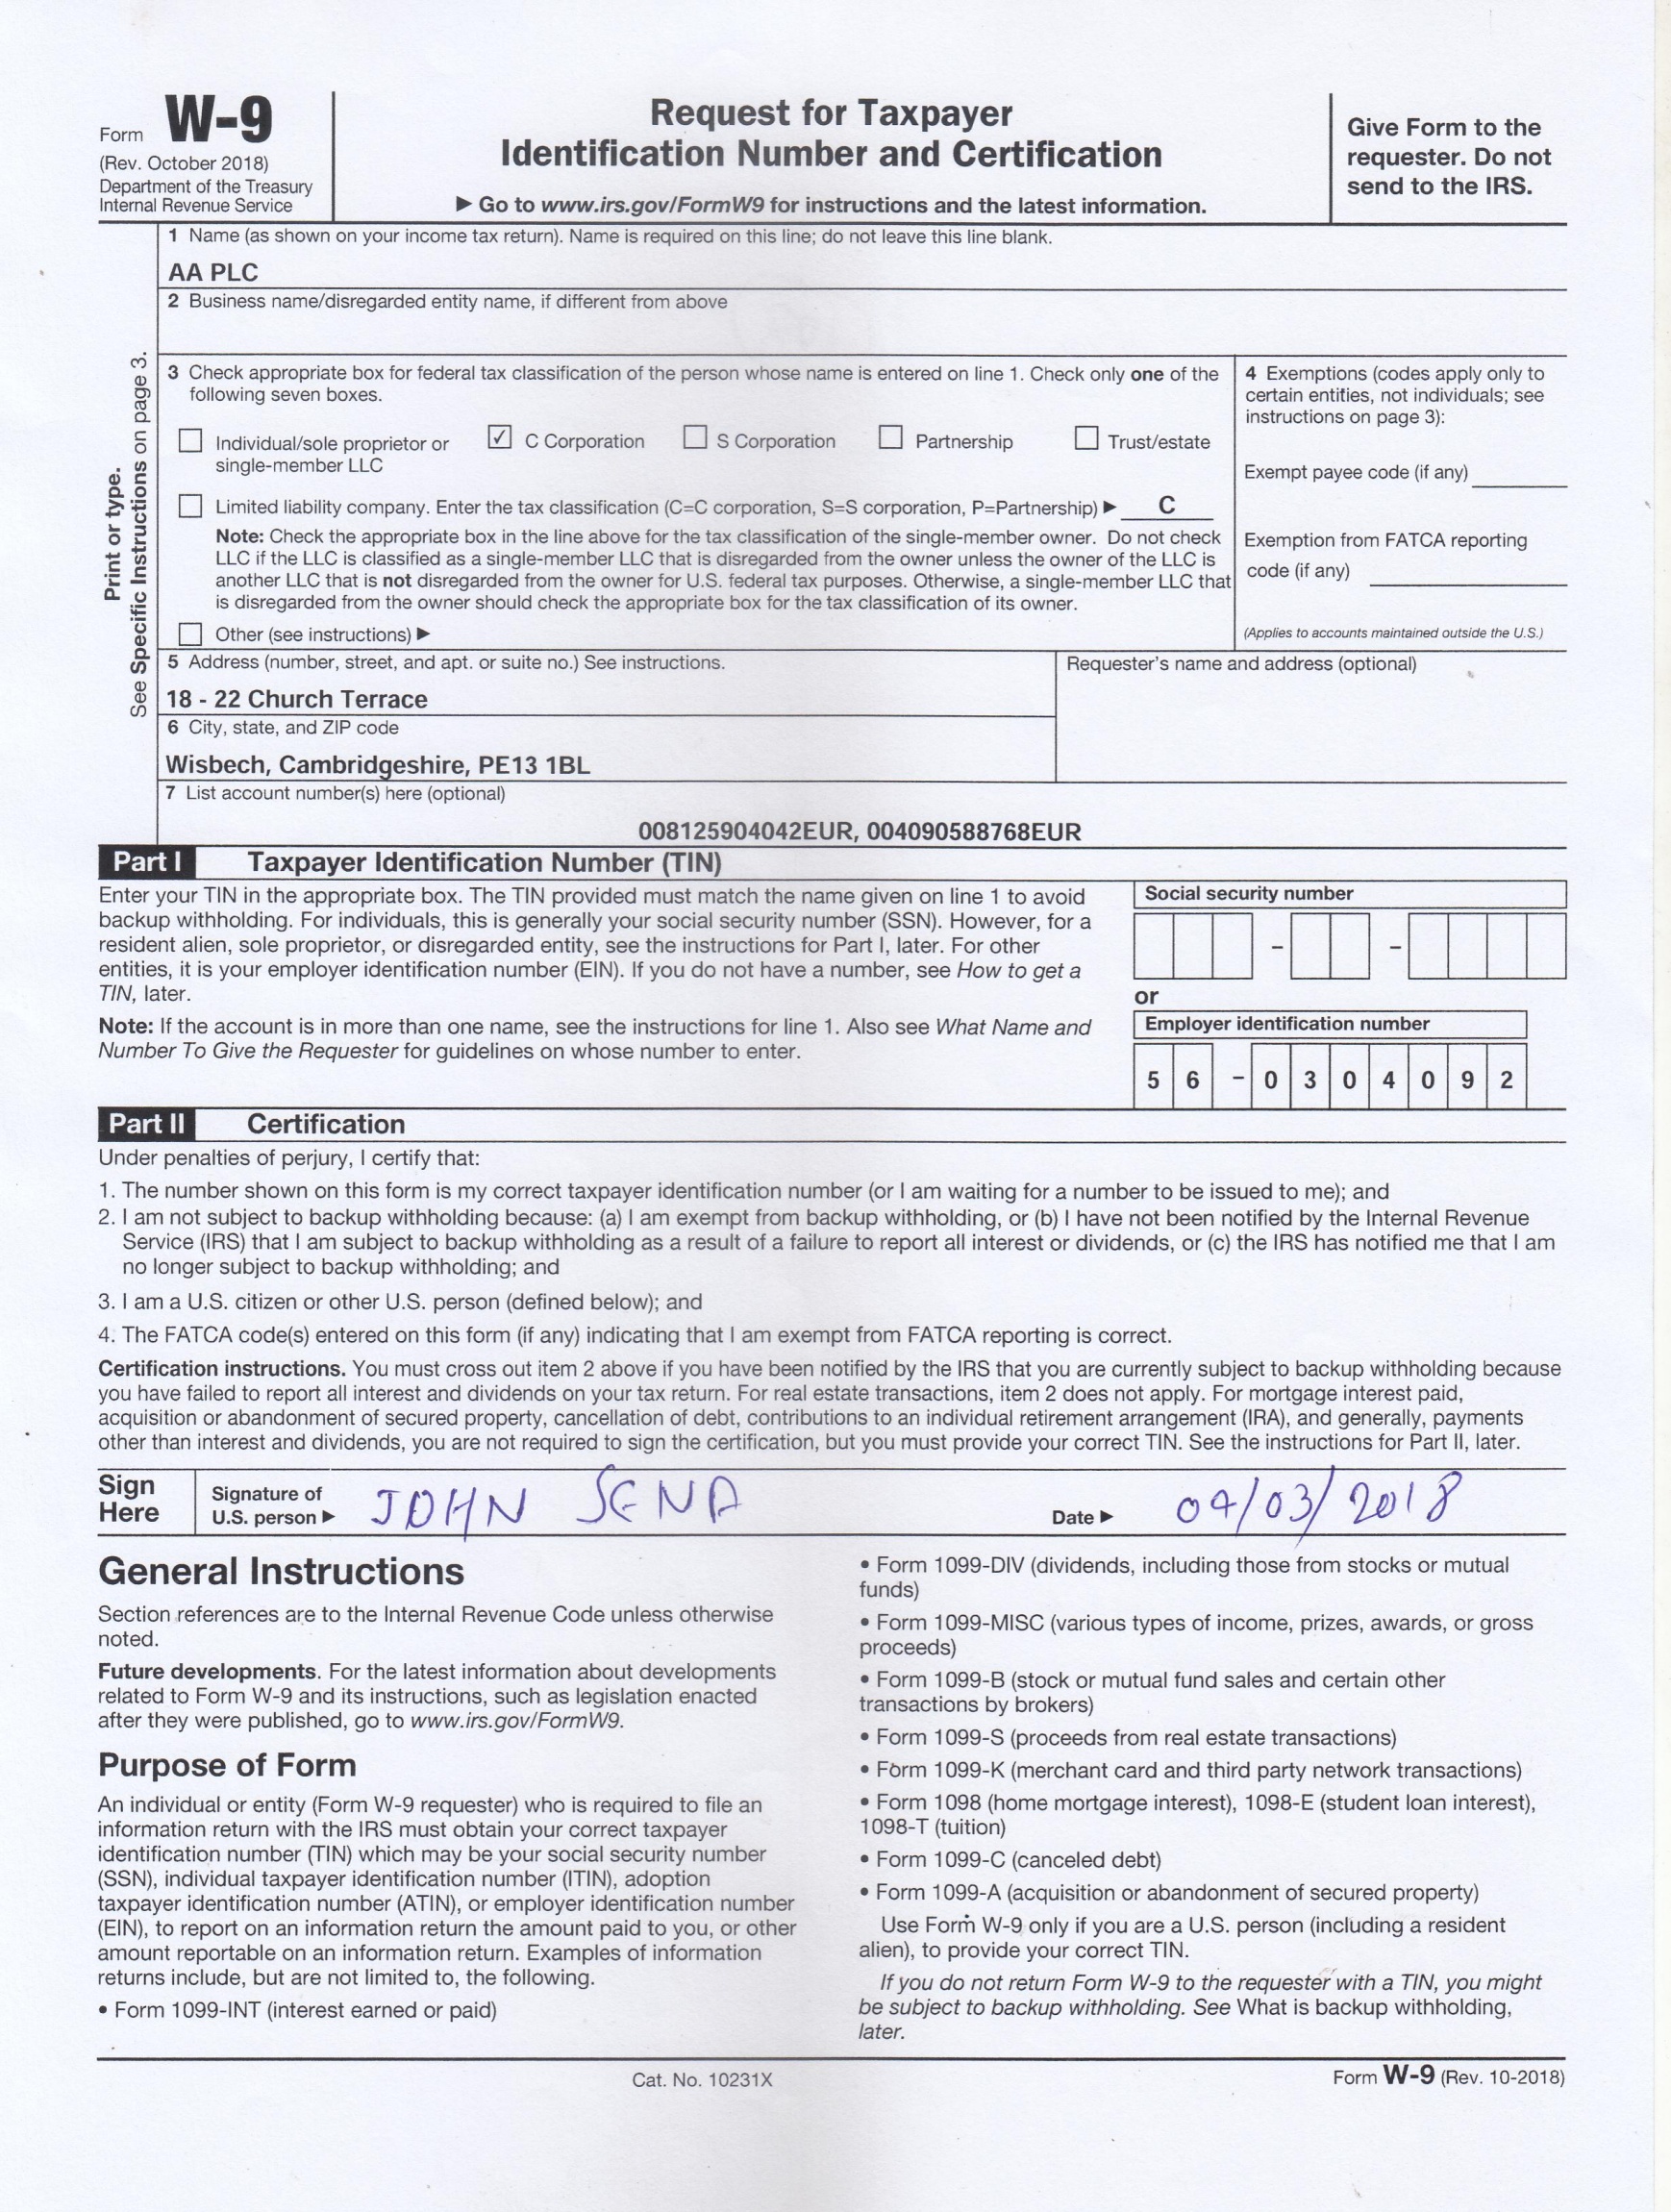 Form W-9
(Rev. October 2018)
Department of the Treasury
Internal Revenue Service
Request for Taxpayer
Identification Number and Certification
▶ Go to www.irs.gov/FormW9 for instructions and the latest information.
Give Form to the
requester. Do not
send to the IRS.
Print or type.
See Specific Instructions on page 3.
1 Name (as shown on your income tax return). Name is required on this line; do not leave this line blank.
AA PLC
2 Business name/disregarded entity name, if different from above
3 Check appropriate box for federal tax classification of the person whose name is entered on line 1. Check only one of the
following seven boxes.
☐ Individual/sole proprietor or
single-member LLC
☑ C Corporation ☐ S Corporation ☐ Partnership ☐ Trust/estate
☐ Limited liability company. Enter the tax classification (C=C corporation, S=S corporation, P=Partnership) ▶ C
Note: Check the appropriate box in the line above for the tax classification of the single-member owner. Do not check
LLC if the LLC is classified as a single-member LLC that is disregarded from the owner unless the owner of the LLC is
another LLC that is not disregarded from the owner for U.S. federal tax purposes. Otherwise, a single-member LLC that
is disregarded from the owner should check the appropriate box for the tax classification of its owner.
☐ Other (see instructions) ▶
4 Exemptions (codes apply only to
certain entities, not individuals; see
instructions on page 3):
Exempt payee code (if any)
Exemption from FATCA reporting
code (if any)
(Applies to accounts maintained outside the U.S.)
5 Address (number, street, and apt. or suite no.) See instructions.
18 - 22 Church Terrace
6 City, state, and ZIP code
Wisbech, Cambridgeshire, PE13 1BL
Requester's name and address (optional)
7 List account number(s) here (optional)
008125904042EUR, 004090588768EUR
Part I Taxpayer Identification Number (TIN)
Enter your TIN in the appropriate box. The TIN provided must match the name given on line 1 to avoid
backup withholding. For individuals, this is generally your social security number (SSN). However, for a
resident alien, sole proprietor, or disregarded entity, see the instructions for Part I, later. For other
entities, it is your employer identification number (EIN). If you do not have a number, see How to get a
TIN, later.
Note: If the account is in more than one name, see the instructions for line 1. Also see What Name and
Number To Give the Requester for guidelines on whose number to enter.
Social security number
– –
or
Employer identification number
5 6 – 0 3 0 4 0 9 2
Part II Certification
Under penalties of perjury, I certify that:
1. The number shown on this form is my correct taxpayer identification number (or I am waiting for a number to be issued to me); and
2. I am not subject to backup withholding because: (a) I am exempt from backup withholding, or (b) I have not been notified by the Internal Revenue
Service (IRS) that I am subject to backup withholding as a result of a failure to report all interest or dividends, or (c) the IRS has notified me that I am
no longer subject to backup withholding; and
3. I am a U.S. citizen or other U.S. person (defined below); and
4. The FATCA code(s) entered on this form (if any) indicating that I am exempt from FATCA reporting is correct.
Certification instructions. You must cross out item 2 above if you have been notified by the IRS that you are currently subject to backup withholding because
you have failed to report all interest and dividends on your tax return. For real estate transactions, item 2 does not apply. For mortgage interest paid,
acquisition or abandonment of secured property, cancellation of debt, contributions to an individual retirement arrangement (IRA), and generally, payments
other than interest and dividends, you are not required to sign the certification, but you must provide your correct TIN. See the instructions for Part II, later.
Sign
Here
Signature of
U.S. person ▶ JOHN SENA
Date ▶ 04/03/2018
General Instructions
Section references are to the Internal Revenue Code unless otherwise
noted.
Future developments. For the latest information about developments
related to Form W-9 and its instructions, such as legislation enacted
after they were published, go to www.irs.gov/FormW9.
Purpose of Form
An individual or entity (Form W-9 requester) who is required to file an
information return with the IRS must obtain your correct taxpayer
identification number (TIN) which may be your social security number
(SSN), individual taxpayer identification number (ITIN), adoption
taxpayer identification number (ATIN), or employer identification number
(EIN), to report on an information return the amount paid to you, or other
amount reportable on an information return. Examples of information
returns include, but are not limited to, the following.
• Form 1099-INT (interest earned or paid)
• Form 1099-DIV (dividends, including those from stocks or mutual
funds)
• Form 1099-MISC (various types of income, prizes, awards, or gross
proceeds)
• Form 1099-B (stock or mutual fund sales and certain other
transactions by brokers)
• Form 1099-S (proceeds from real estate transactions)
• Form 1099-K (merchant card and third party network transactions)
• Form 1098 (home mortgage interest), 1098-E (student loan interest),
1098-T (tuition)
• Form 1099-C (canceled debt)
• Form 1099-A (acquisition or abandonment of secured property)
Use Form W-9 only if you are a U.S. person (including a resident
alien), to provide your correct TIN.
If you do not return Form W-9 to the requester with a TIN, you might
be subject to backup withholding. See What is backup withholding,
later.
Cat. No. 10231X
Form W-9 (Rev. 10-2018)